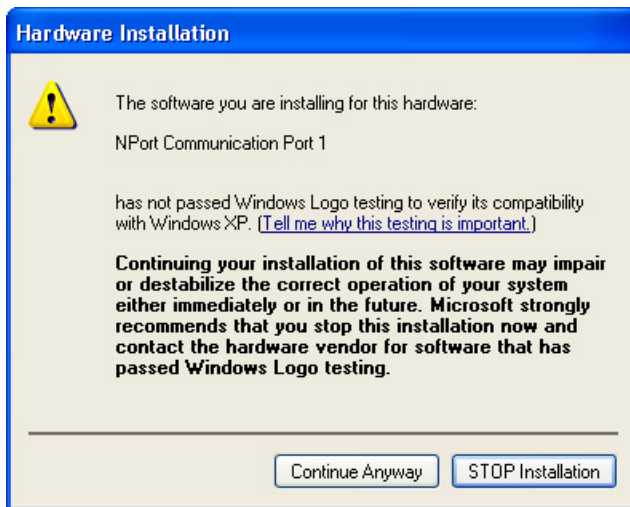 Hardware Installation
The software you are installing for this hardware:
NPort Communication Port 1
has not passed Windows Logo testing to verify its compatibility
with Windows XP. (Tell me why this testing is important.)
Continuing your installation of this software may impair
or destabilize the correct operation of your system
either immediately or in the future. Microsoft strongly
recommends that you stop this installation now and
contact the hardware vendor for software that has
passed Windows Logo testing.
Continue Anyway
STOP Installation